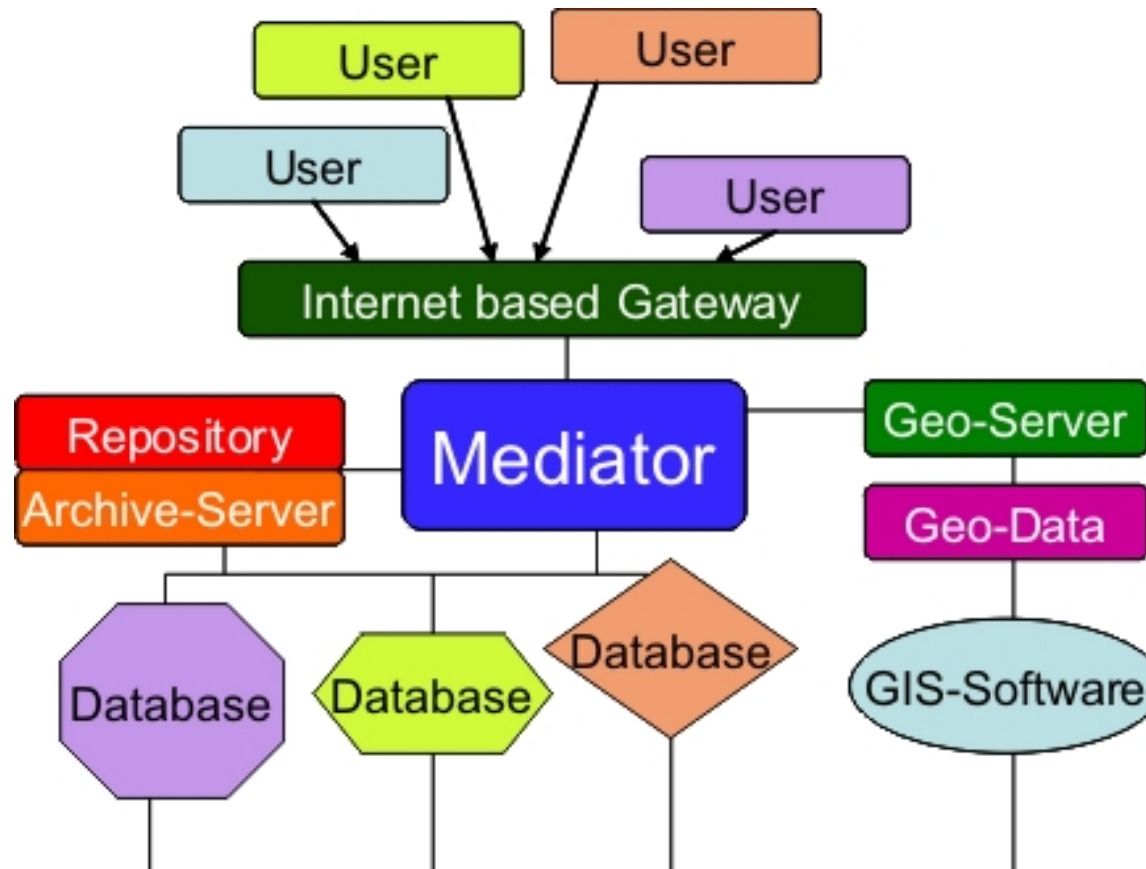 User
User
User
User
Internet based Gateway
Repository
Mediator
Geo-Server
Archive-Server
Geo-Data
Database
Database
Database
GIS-Software